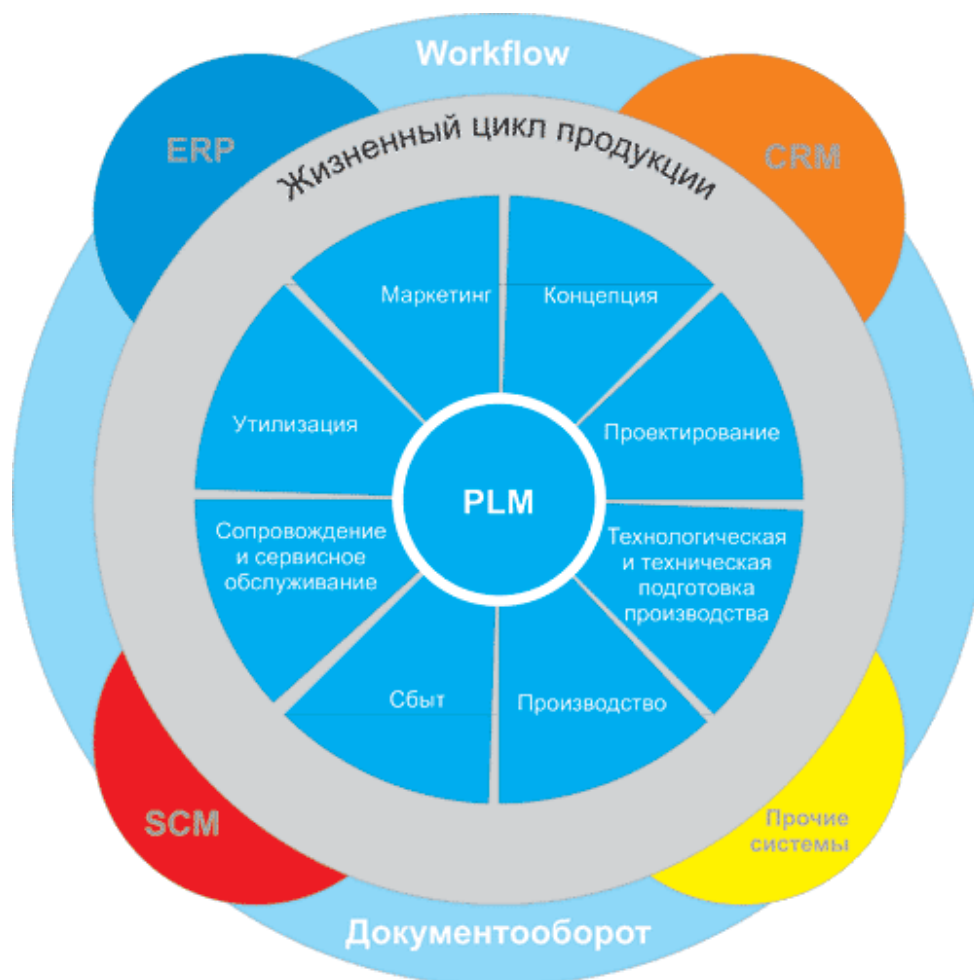 Workflow
ERP
CRM
Жизненный цикл продукции
Маркетинг
Концепция
Утилизация
Проектирование
PLM
Сопровождение
и сервисное
обслуживание
Технологическая
и техническая
подготовка
производства
Сбыт
Производство
SCM
Прочие
системы
Документооборот